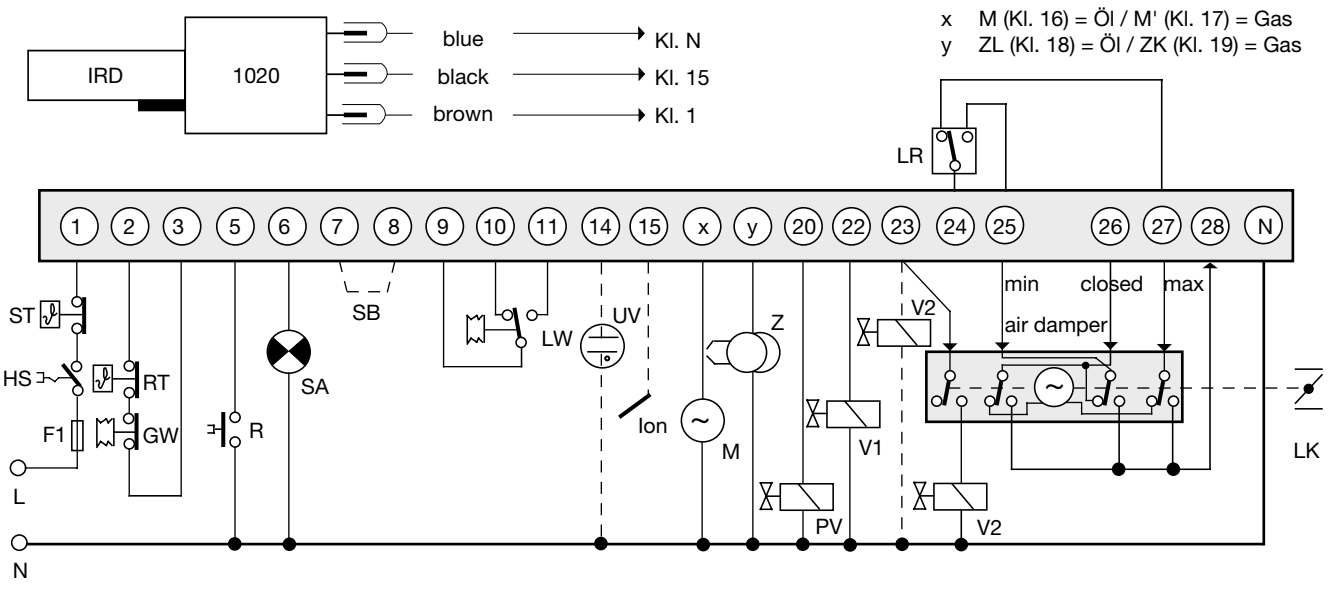 x M (Kl. 16) = Öl / M' (Kl. 17) = Gas
y ZL (Kl. 18) = Öl / ZK (Kl. 19) = Gas
IRD
1020
blue Kl. N
black Kl. 15
brown Kl. 1
LR
1 2 3 5 6 7 8 9 10 11 14 15 x y 20 22 23 24 25 26 27 28 N
min closed max
air damper
ST
SB
LW
UV
Z
V2
HS
RT
SA
~
LK
F1
GW
R
Ion
~
M
V1
L
PV
V2
N